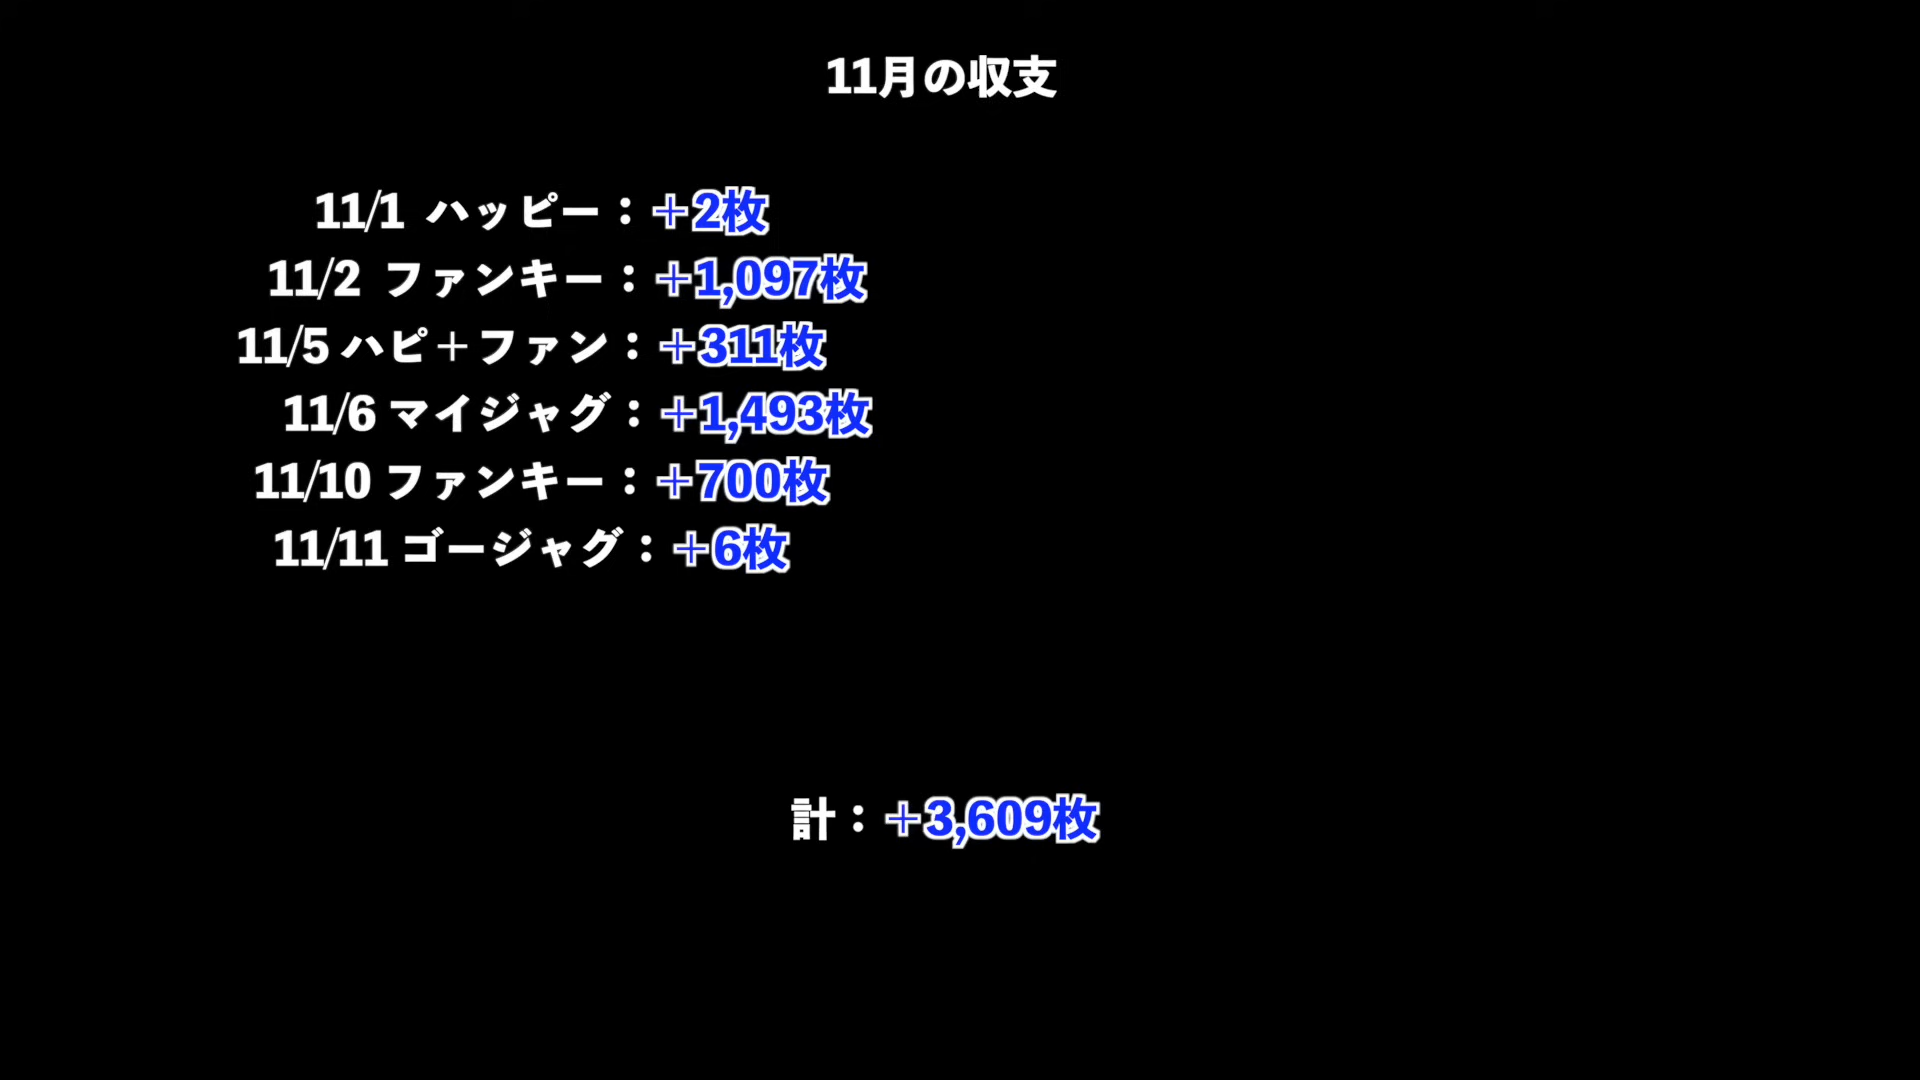 11月の収支
11/1 ハッピー：＋2枚
11/2 ファンキー：＋1,097枚
11/5 ハピ＋ファン：＋311枚
11/6 マイジャグ：＋1,493枚
11/10 ファンキー：＋700枚
11/11 ゴージャグ：＋6枚
計：＋3,609枚